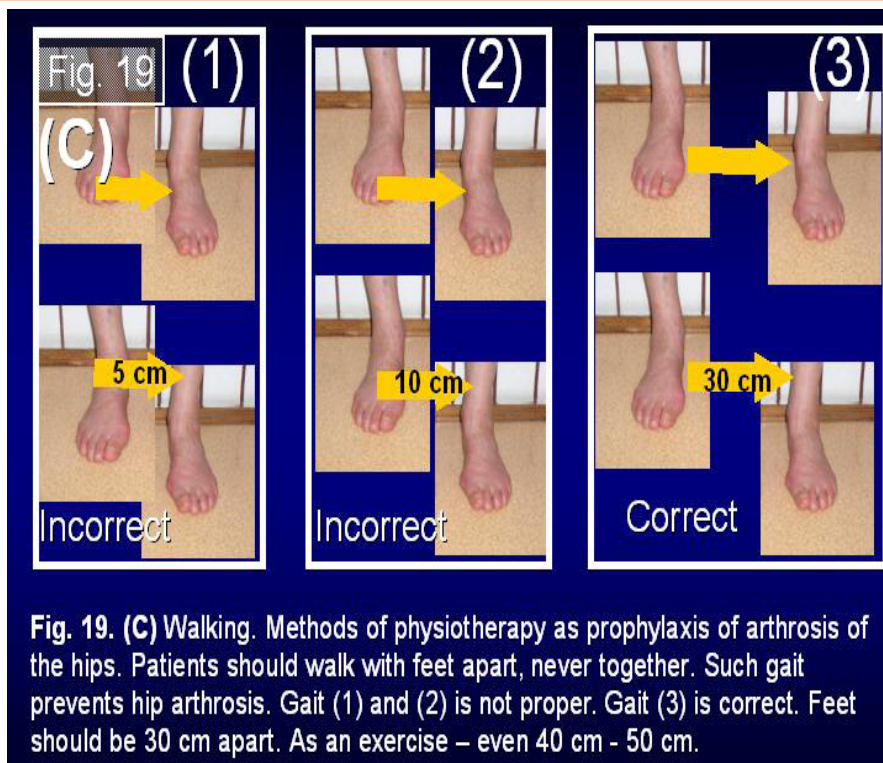 Fig. 19
(1)
(C)
5 cm
Incorrect
(2)
10 cm
Incorrect
(3)
30 cm
Correct
Fig. 19. (C) Walking. Methods of physiotherapy as prophylaxis of arthrosis of
the hips. Patients should walk with feet apart, never together. Such gait
prevents hip arthrosis. Gait (1) and (2) is not proper. Gait (3) is correct. Feet
should be 30 cm apart. As an exercise – even 40 cm - 50 cm.